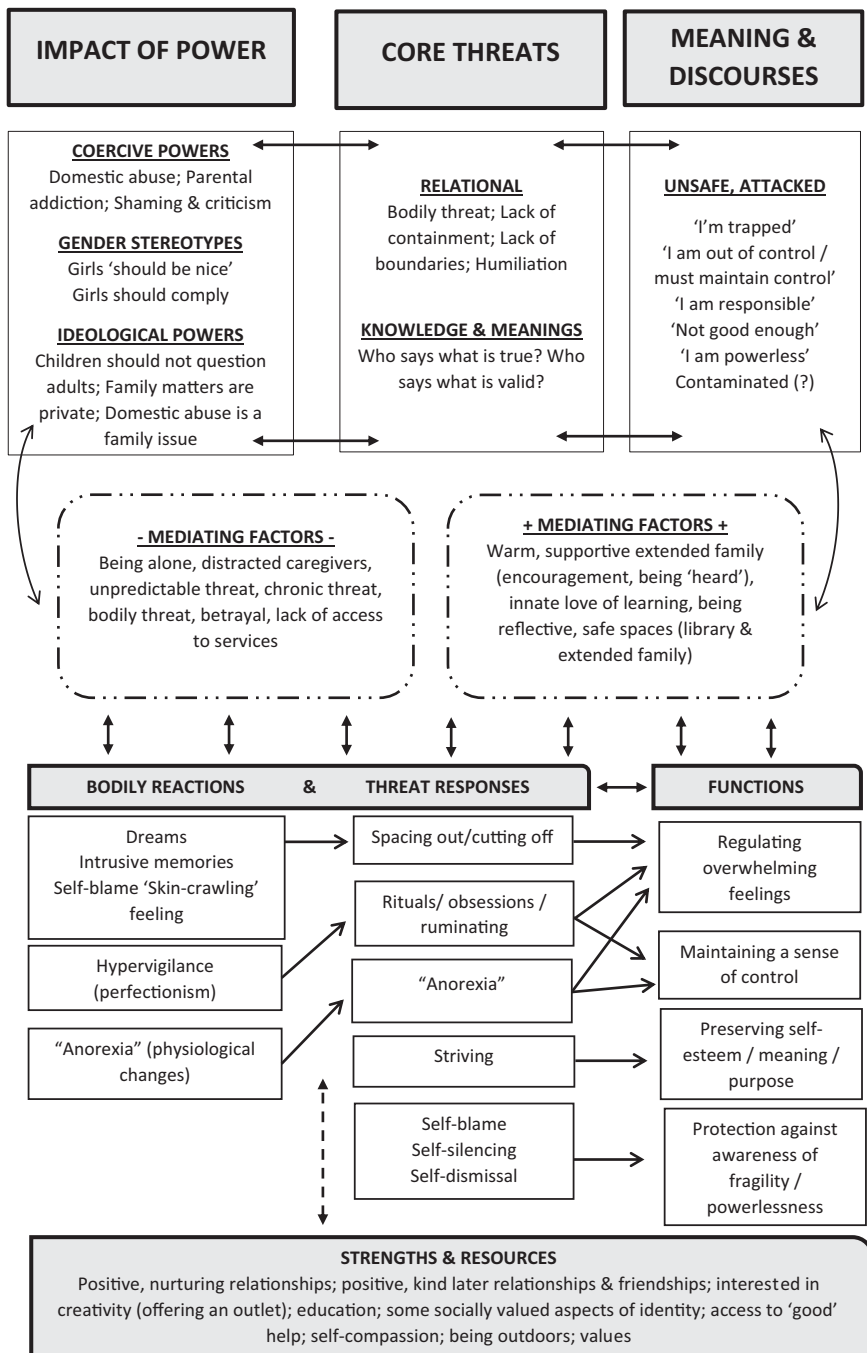 IMPACT OF POWER
CORE THREATS
MEANING &
DISCOURSES
COERCIVE POWERS
Domestic abuse; Parental
addiction; Shaming & criticism
GENDER STEREOTYPES
Girls ‘should be nice’
Girls should comply
IDEOLOGICAL POWERS
Children should not question
adults; Family matters are
private; Domestic abuse is a
family issue
RELATIONAL
Bodily threat; Lack of
containment; Lack of
boundaries; Humiliation
KNOWLEDGE & MEANINGS
Who says what is true? Who
says what is valid?
UNSAFE, ATTACKED
‘I’m trapped’
‘I am out of control /
must maintain control’
‘I am responsible’
‘Not good enough’
‘I am powerless’
Contaminated (?)
- MEDIATING FACTORS -
Being alone, distracted caregivers,
unpredictable threat, chronic threat,
bodily threat, betrayal, lack of access
to services
+ MEDIATING FACTORS +
Warm, supportive extended family
(encouragement, being ‘heard’),
innate love of learning, being
reflective, safe spaces (library &
extended family)
BODILY REACTIONS & THREAT RESPONSES
FUNCTIONS
Dreams
Intrusive memories
Self-blame ‘Skin-crawling’
feeling
Hypervigilance
(perfectionism)
“Anorexia” (physiological
changes)
Spacing out/cutting off
Rituals/ obsessions /
ruminating
“Anorexia”
Striving
Self-blame
Self-silencing
Self-dismissal
Regulating
overwhelming
feelings
Maintaining a sense
of control
Preserving self-
esteem / meaning /
purpose
Protection against
awareness of
fragility /
powerlessness
STRENGTHS & RESOURCES
Positive, nurturing relationships; positive, kind later relationships & friendships; interested in
creativity (offering an outlet); education; some socially valued aspects of identity; access to ‘good’
help; self-compassion; being outdoors; values